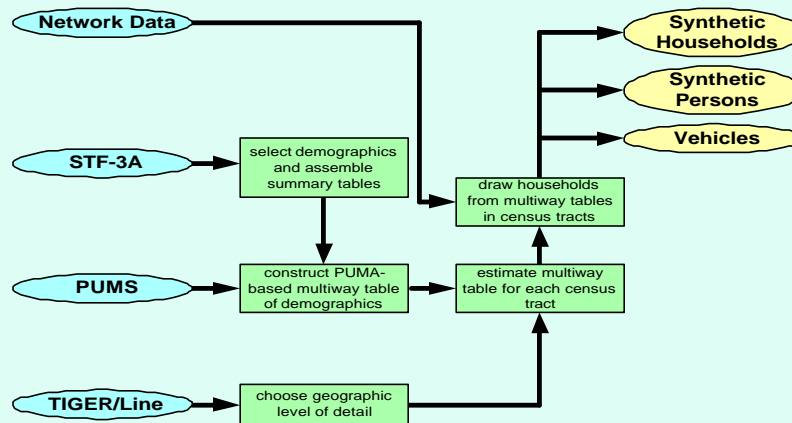 Network Data
Synthetic
Households
Synthetic
Persons
Vehicles
STF-3A
select demographics
and assemble
summary tables
draw households
from multiway tables
in census tracts
PUMS
construct PUMA-
based multiway table
of demographics
estimate multiway
table for each census
tract
TIGER/Line
choose geographic
level of detail